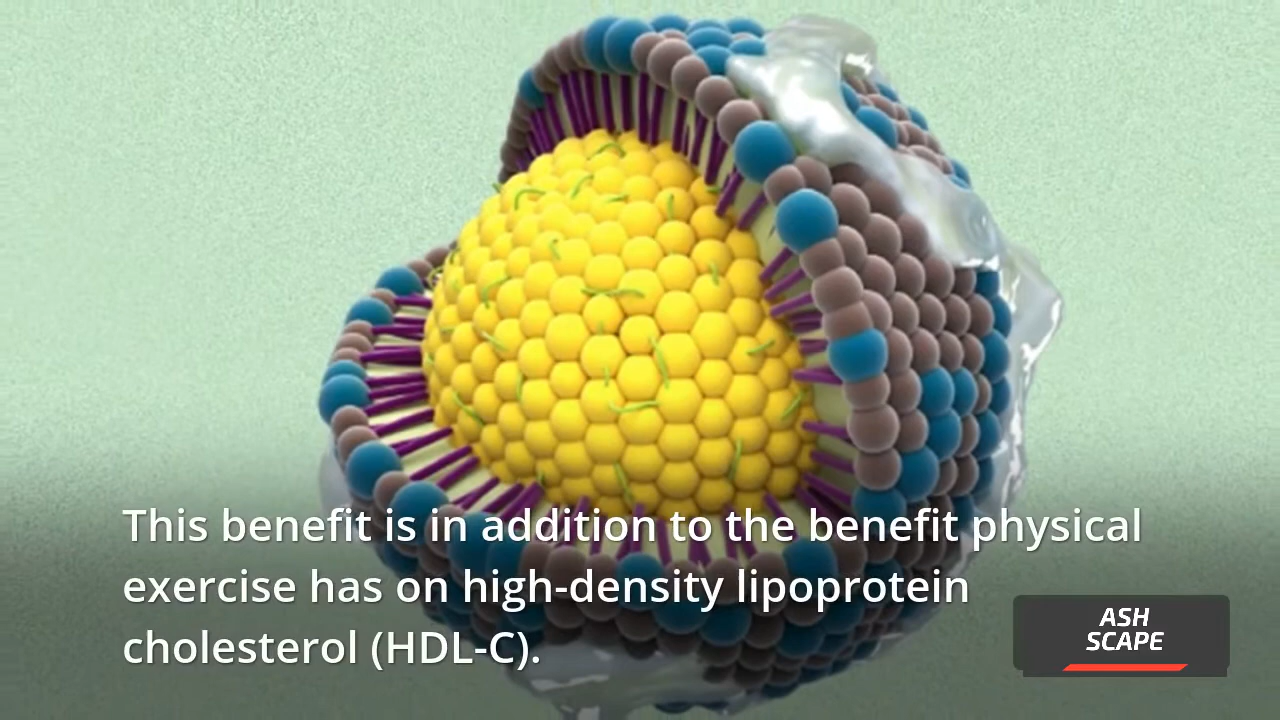 This benefit is in addition to the benefit physical
exercise has on high-density lipoprotein
cholesterol (HDL-C).
ASH
SCAPE